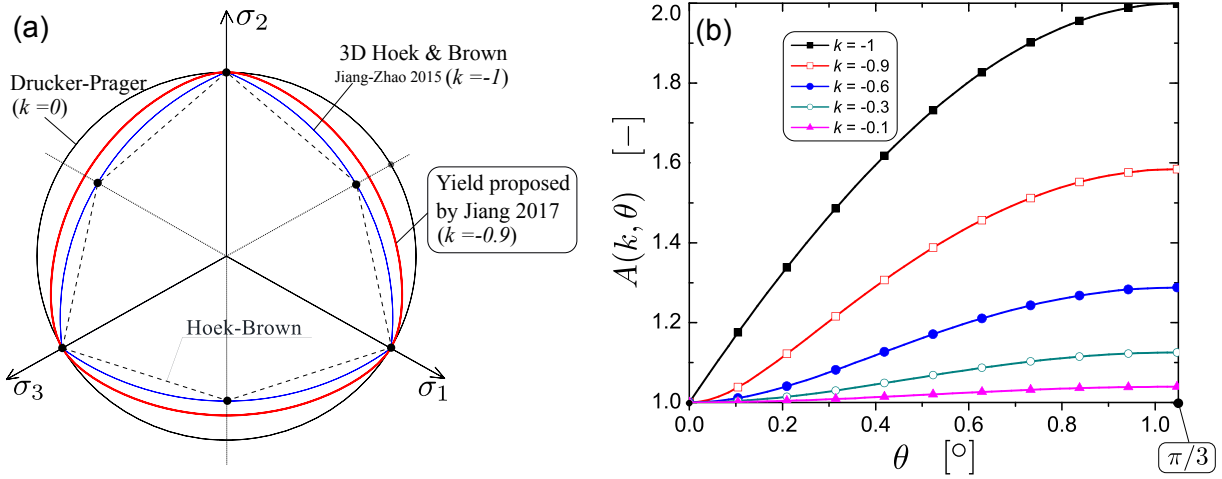 (a)
σ₂
3D Hoek & Brown
Jiang-Zhao 2015 (k=-1)
Drucker-Prager
(k =0)
Yield proposed
by Jiang 2017
(k =-0.9)
Hoek-Brown
σ₃
σ₁
(b)
k = -1
k = -0.9
k = -0.6
k = -0.3
k = -0.1
2.0
1.8
1.6
1.4
1.2
1.0
A(k, θ) [−]
0.0 0.2 0.4 0.6 0.8 1.0
θ [°]
π/3